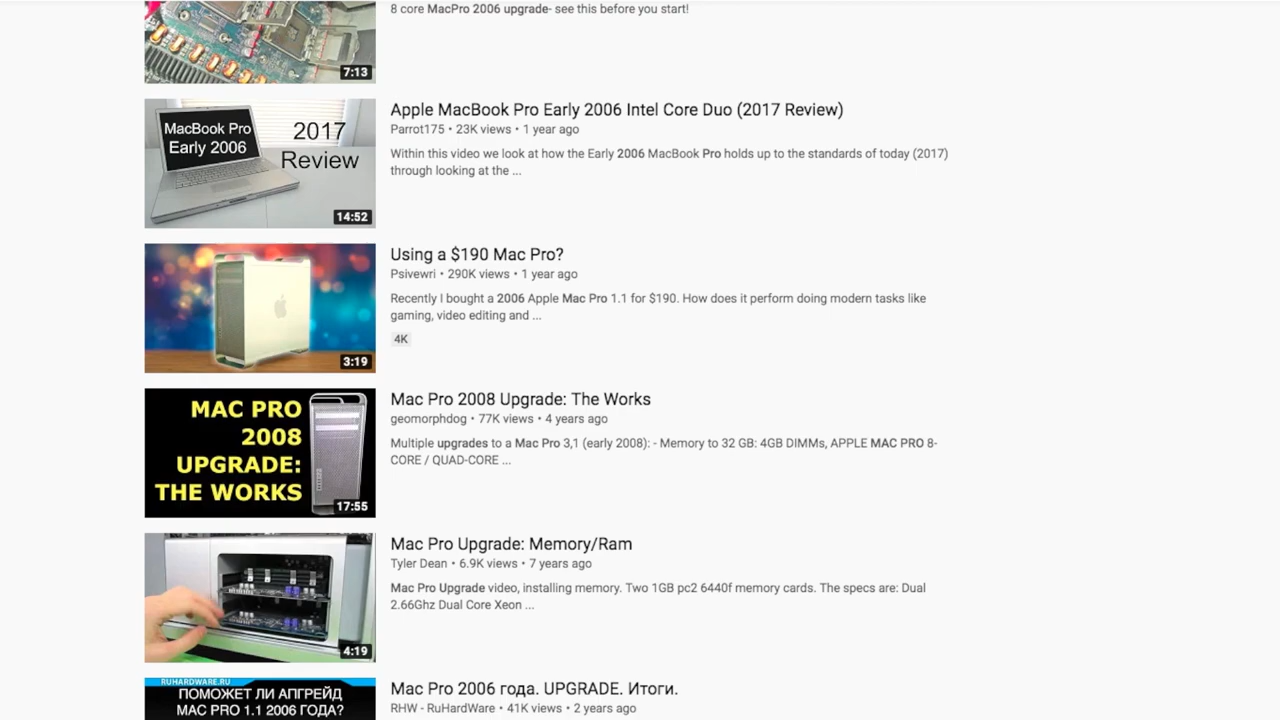 8 core MacPro 2006 upgrade- see this before you start!
7:13
MacBook Pro
Early 2006
2017
Review
14:52
Apple MacBook Pro Early 2006 Intel Core Duo (2017 Review)
Parrot175 • 23K views • 1 year ago
Within this video we look at how the Early 2006 MacBook Pro holds up to the standards of today (2017)
through looking at the ...
3:19
Using a $190 Mac Pro?
Psivewri • 290K views • 1 year ago
Recently I bought a 2006 Apple Mac Pro 1.1 for $190. How does it perform doing modern tasks like
gaming, video editing and ...
4K
MAC PRO
2008
UPGRADE:
THE WORKS
17:55
Mac Pro 2008 Upgrade: The Works
geomorphdog • 77K views • 4 years ago
Multiple upgrades to a Mac Pro 3,1 (early 2008): - Memory to 32 GB: 4GB DIMMs, APPLE MAC PRO 8-
CORE / QUAD-CORE ...
4:19
Mac Pro Upgrade: Memory/Ram
Tyler Dean • 6.9K views • 7 years ago
Mac Pro Upgrade video, installing memory. Two 1GB pc2 6440f memory cards. The specs are: Dual
2.66Ghz Dual Core Xeon ...
RUHARDWARE.RU
ПОМОЖЕТ ЛИ АПГРЕЙД
MAC PRO 1.1 2006 ГОДА?
Mac Pro 2006 года. UPGRADE. Итоги.
RHW - RuHardWare • 41K views • 2 years ago